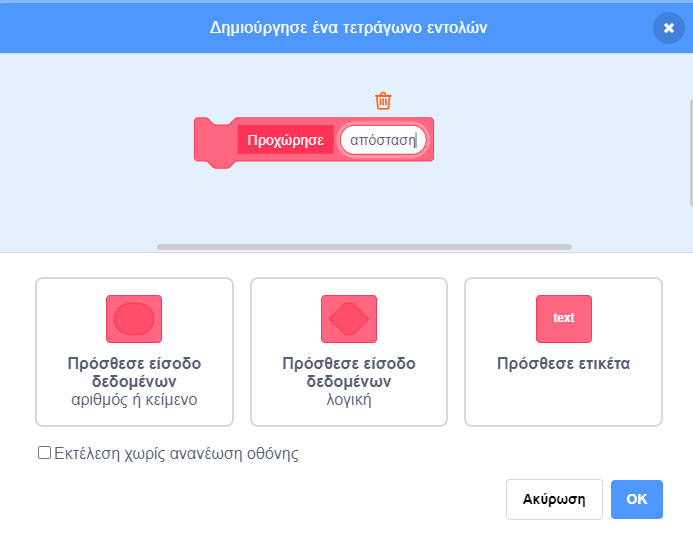 Δημιούργησε ένα τετράγωνο εντολών
Προχώρησε απόσταση
text
Πρόσθεσε είσοδο
δεδομένων
αριθμός ή κείμενο
Πρόσθεσε είσοδο
δεδομένων
λογική
Πρόσθεσε ετικέτα
Εκτέλεση χωρίς ανανέωση οθόνης
Ακύρωση
OK